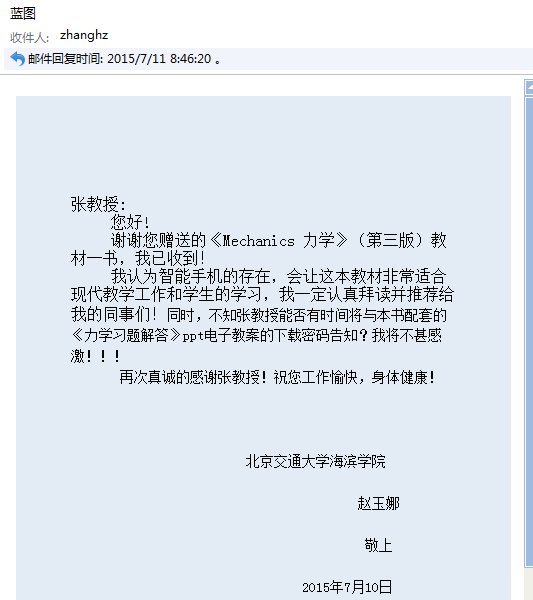 蓝图
收件人: zhanghz
邮件回复时间: 2015/7/11 8:46:20 。
张教授:
您好!
谢谢您赠送的《Mechanics 力学》（第三版）教
材一书，我已收到!
我认为智能手机的存在，会让这本教材非常适合
现代教学工作和学生的学习，我一定认真拜读并推荐给
我的同事们! 同时，不知张教授能否有时间将与本书配套的
《力学习题解答》ppt电子教案的下载密码告知? 我将不甚感
激!!!
再次真诚的感谢张教授! 祝您工作愉快，身体健康!
北京交通大学海滨学院
赵玉娜
敬上
2015年7月10日